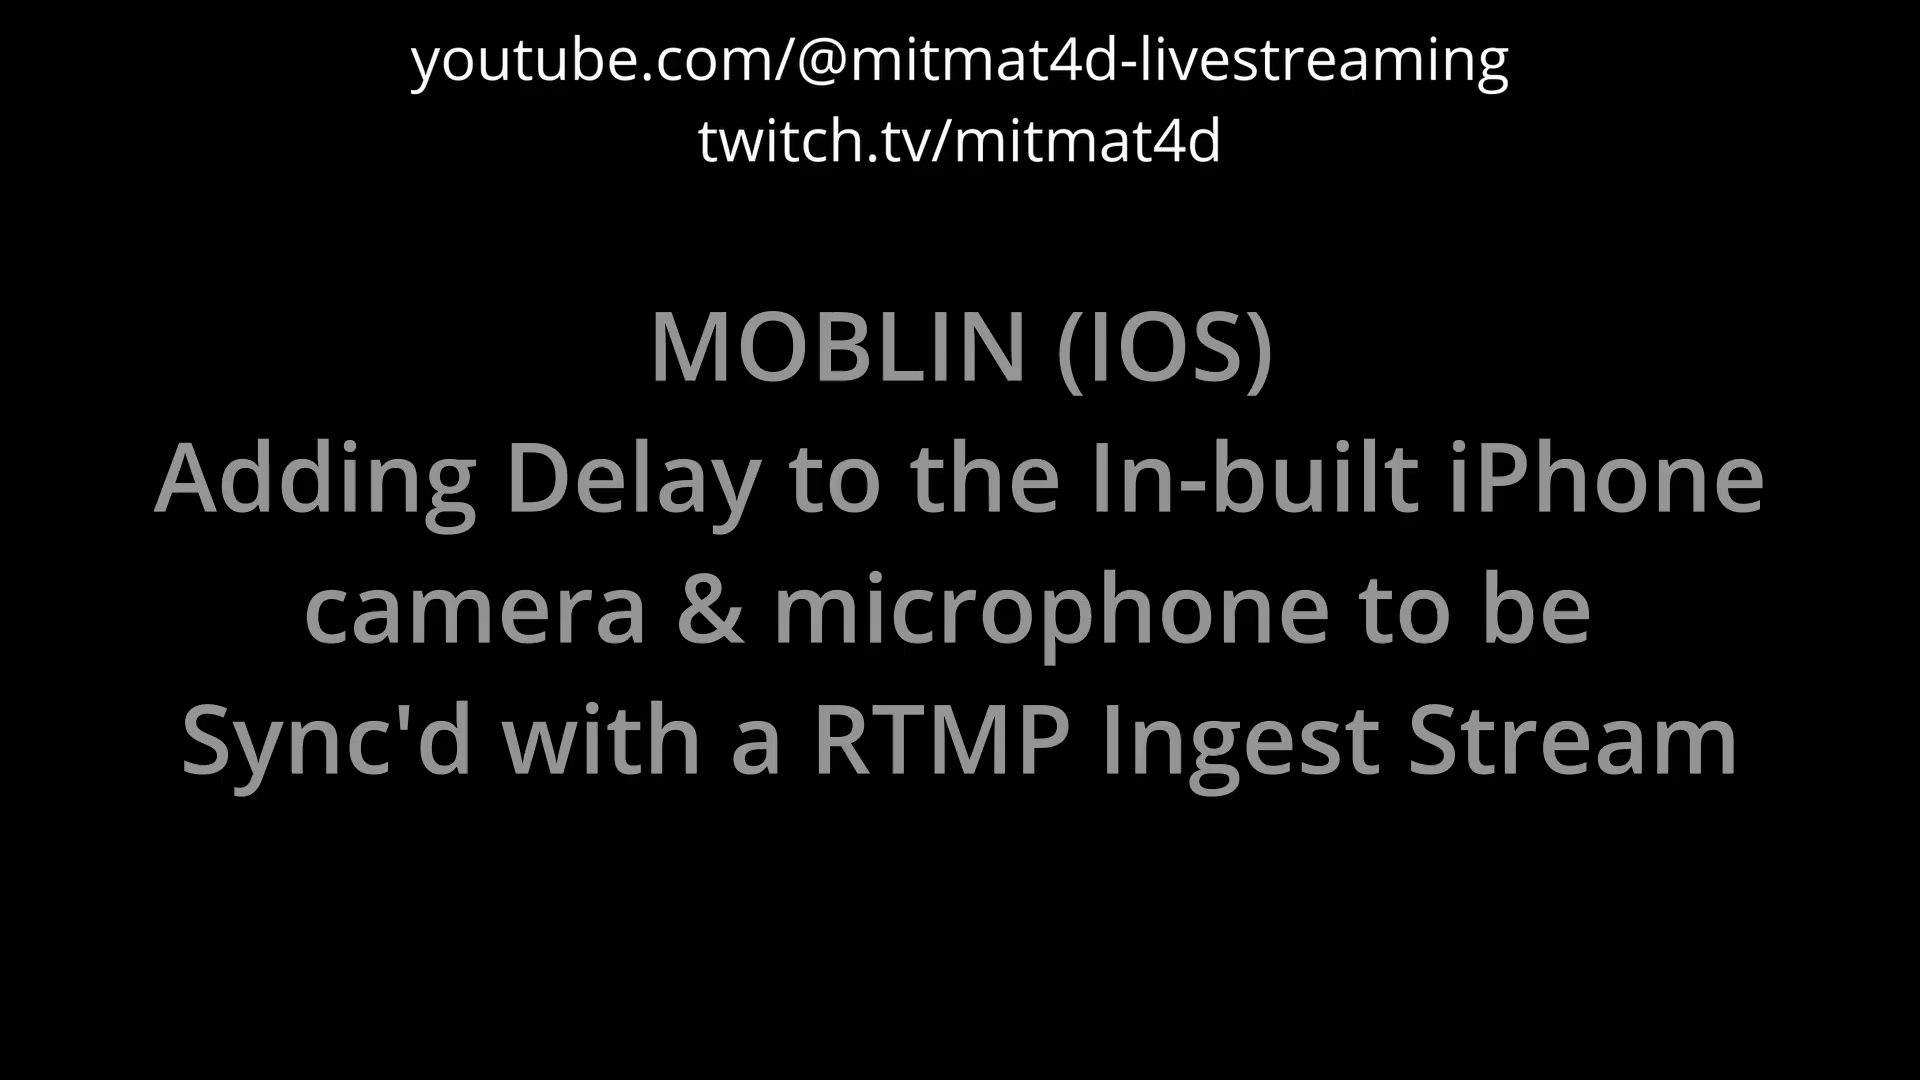 youtube.com/@mitmat4d-livestreaming
twitch.tv/mitmat4d
MOBLIN (IOS)
Adding Delay to the In-built iPhone
camera & microphone to be
Sync'd with a RTMP Ingest Stream